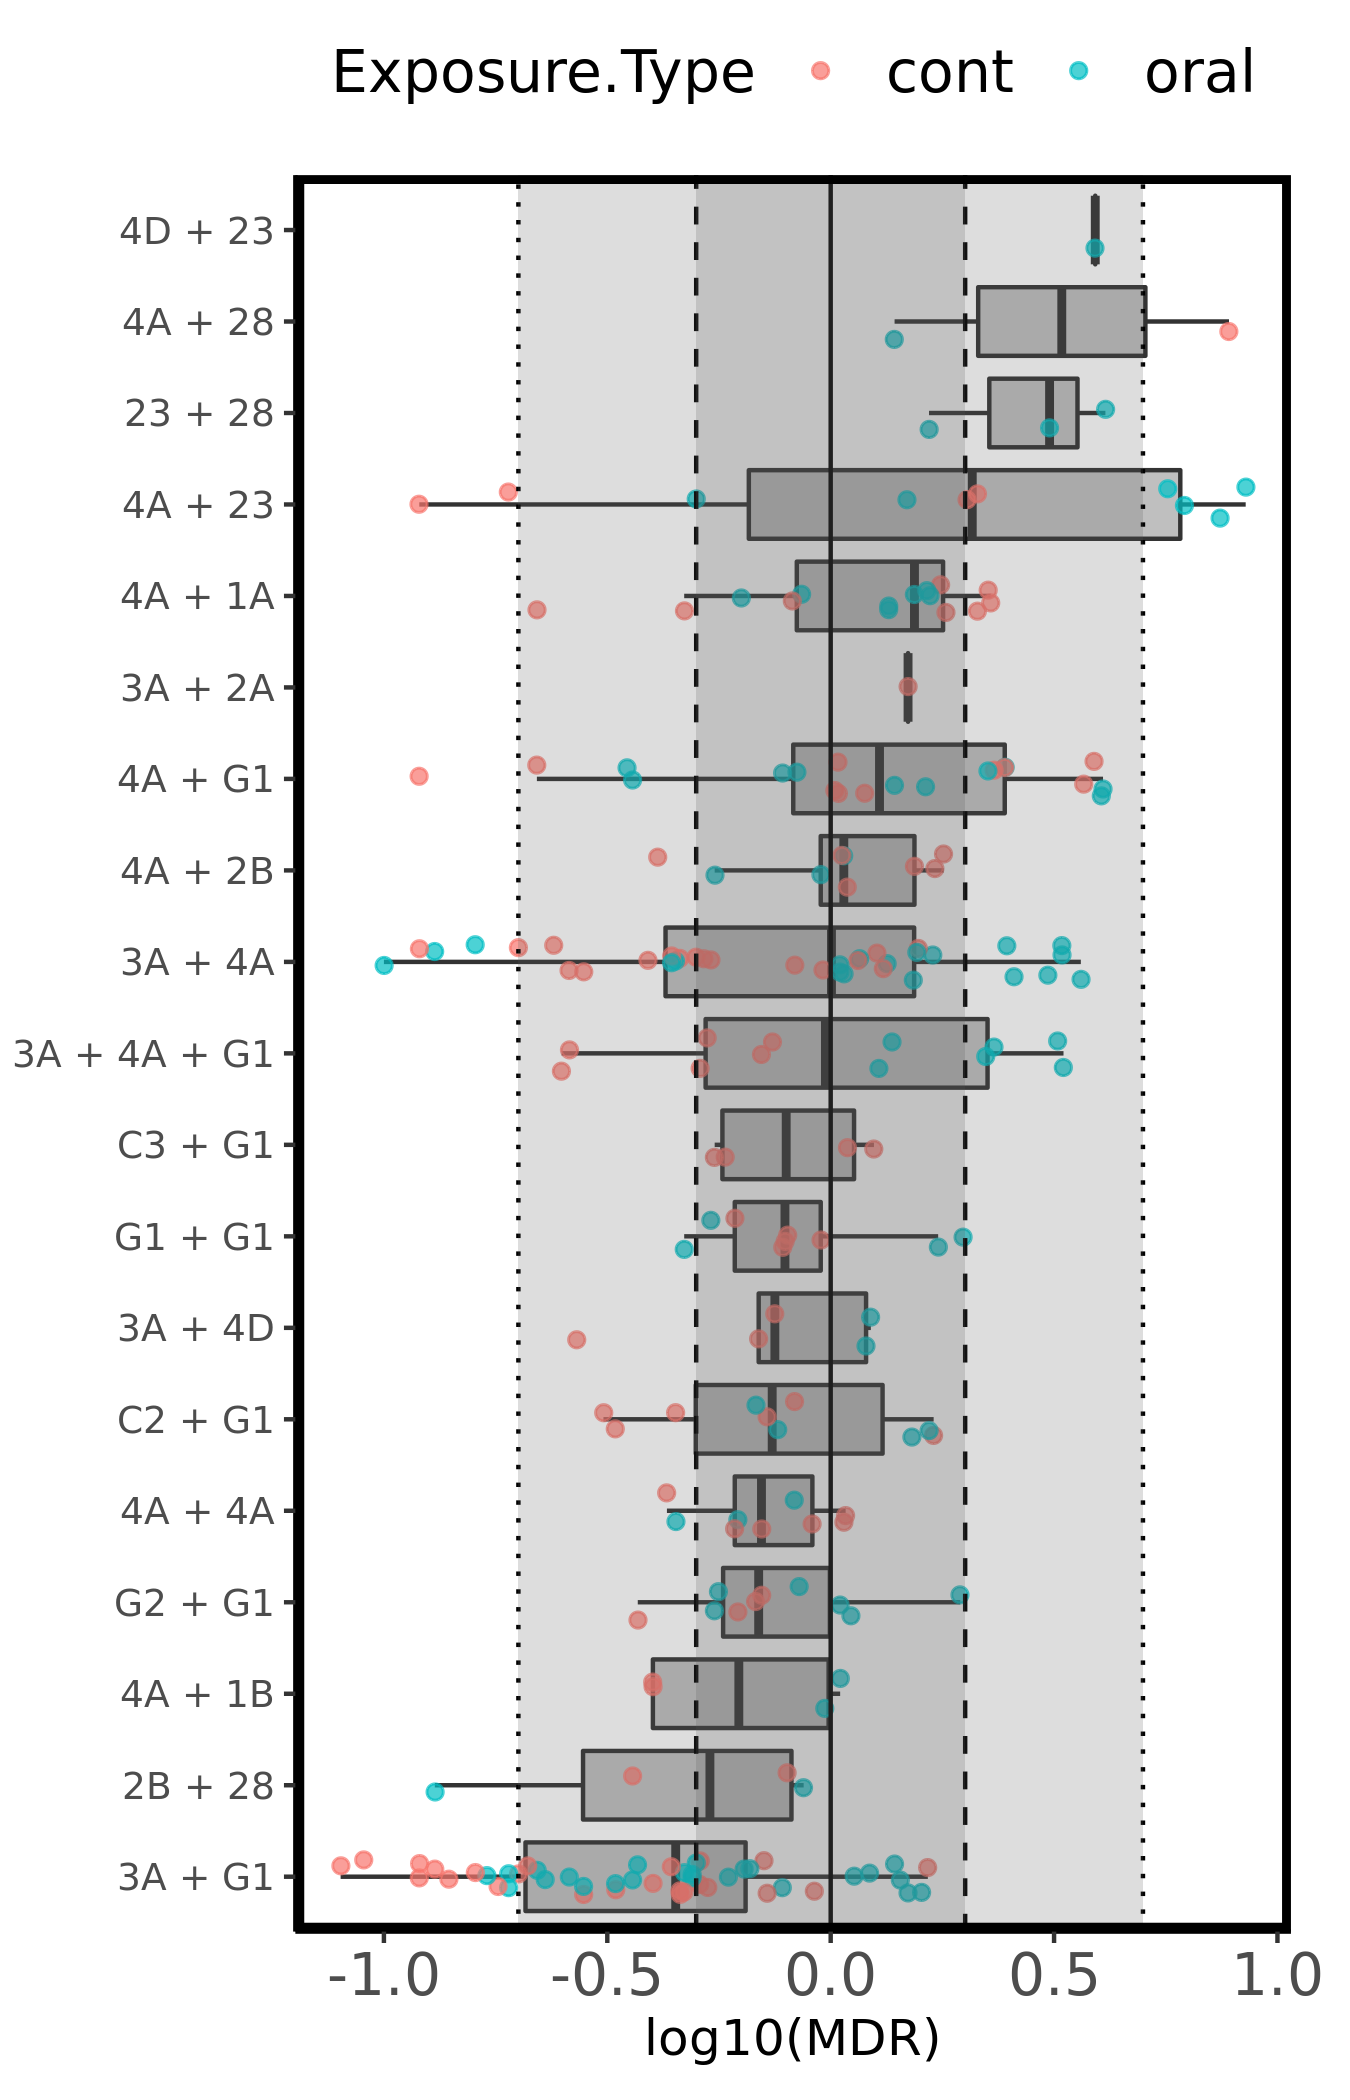 Exposure.Type cont oral
4D + 23
4A + 28
23 + 28
4A + 23
4A + 1A
3A + 2A
4A + G1
4A + 2B
3A + 4A
3A + 4A + G1
C3 + G1
G1 + G1
3A + 4D
C2 + G1
4A + 4A
G2 + G1
4A + 1B
2B + 28
3A + G1
-1.0 -0.5 0.0 0.5 1.0
log10(MDR)